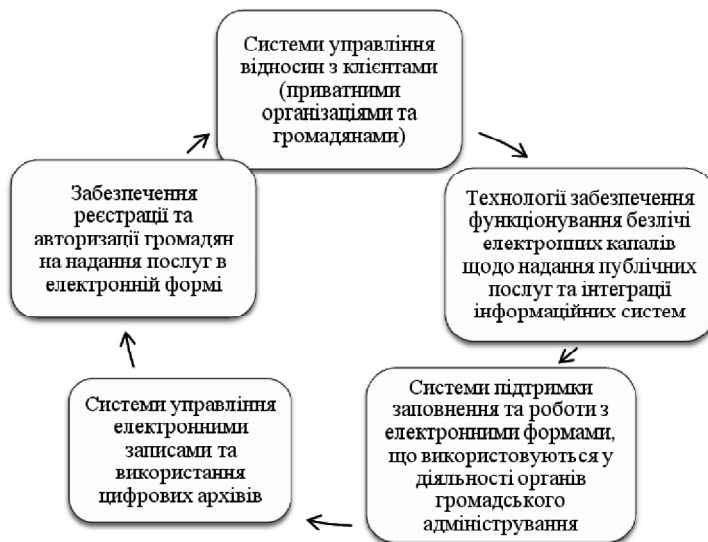 Системи управління
відносин з клієнтами
(приватними
організаціями та
громадянами)
Технології забезпечення
функціонування безлічі
електронних каналів
щодо надання публічних
послуг та інтеграції
інформаційних систем
Системи підтримки
заповнення та роботи з
електронними формами,
що використовуються у
діяльності органів
громадського
адміністрування
Системи управління
електронними
записами та
використання
цифрових архівів
Забезпечення
реєстрації та
авторизації громадян
на надання послуг в
електронній формі